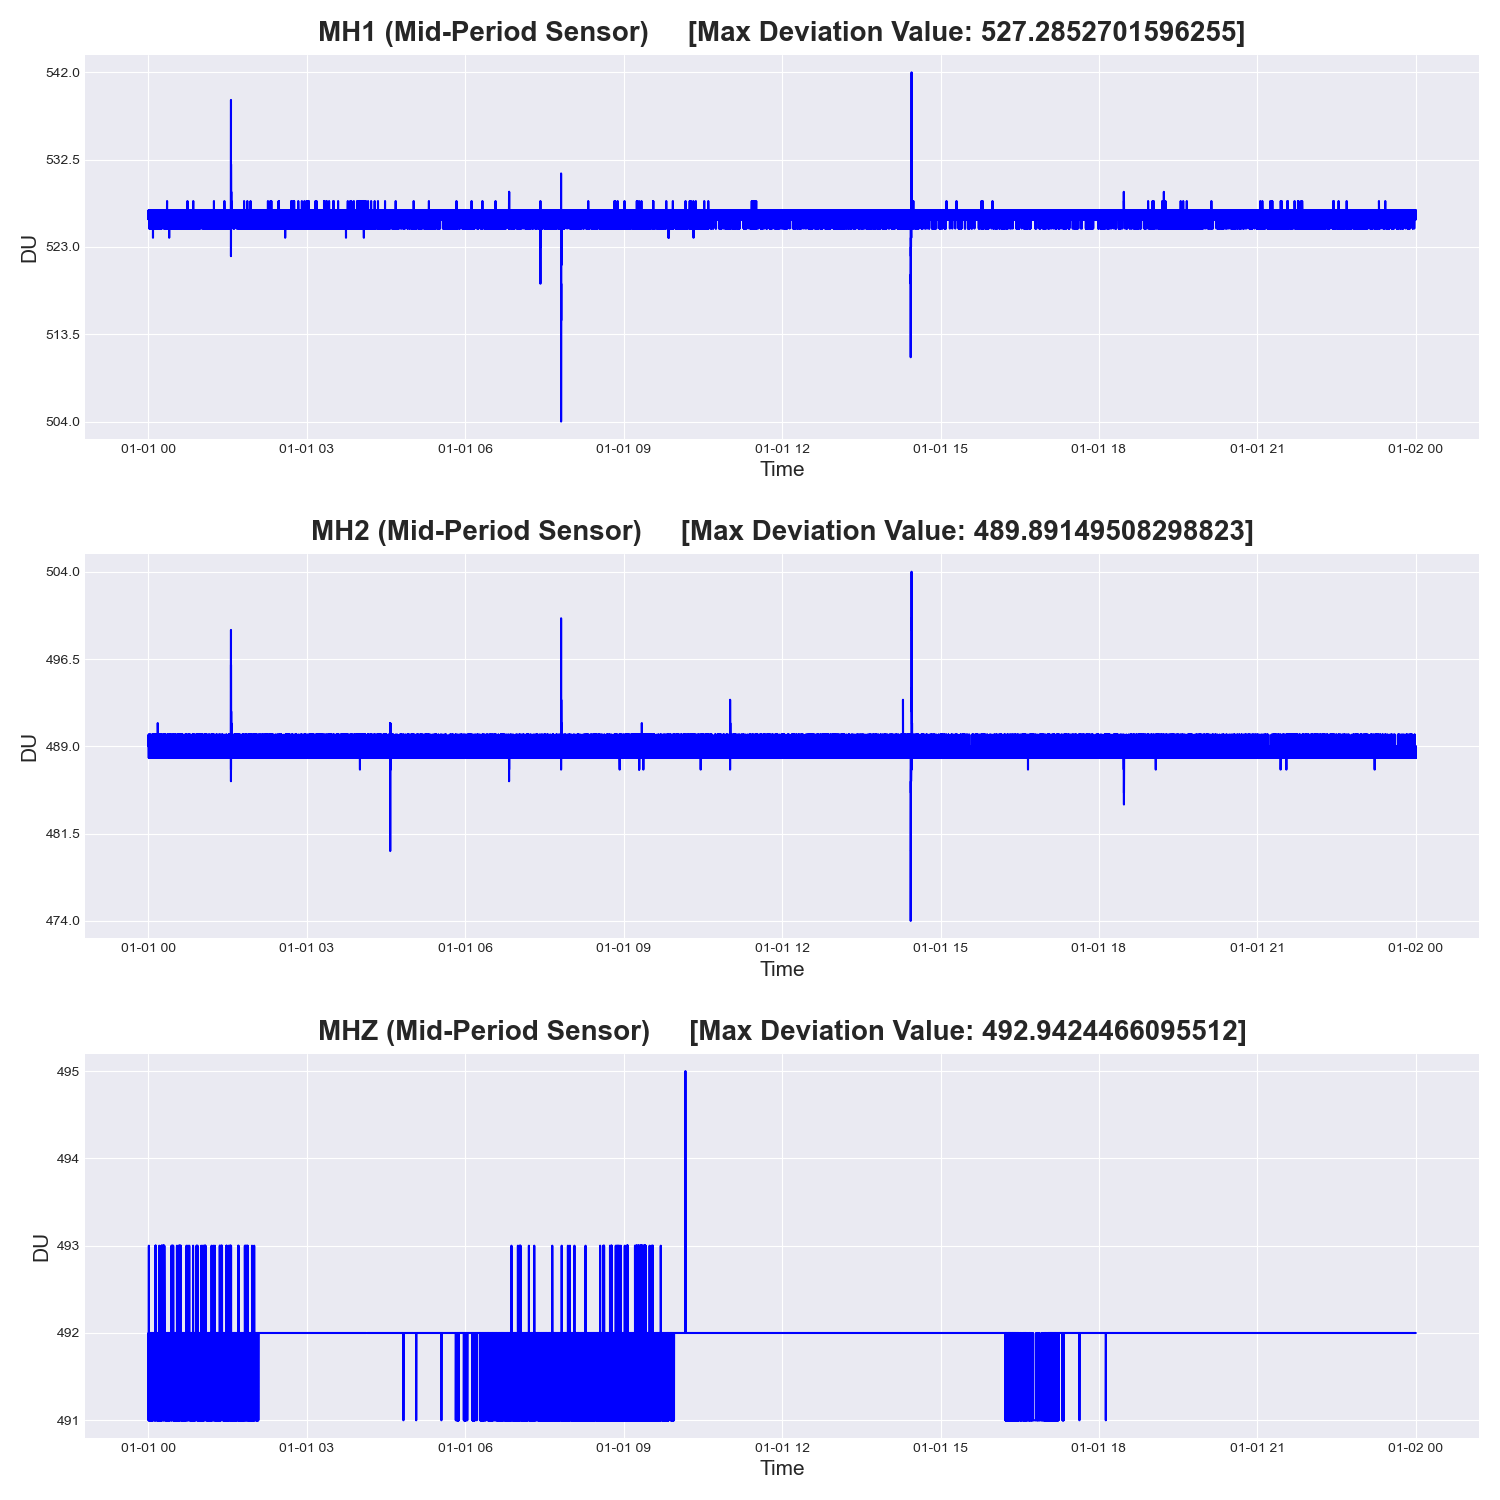 MH1 (Mid-Period Sensor) [Max Deviation Value: 527.2852701596255]
542.0
532.5
523.0
513.5
504.0
DU
01-01 00 01-01 03 01-01 06 01-01 09 01-01 12 01-01 15 01-01 18 01-01 21 01-02 00
Time
MH2 (Mid-Period Sensor) [Max Deviation Value: 489.89149508298823]
504.0
496.5
489.0
481.5
474.0
DU
01-01 00 01-01 03 01-01 06 01-01 09 01-01 12 01-01 15 01-01 18 01-01 21 01-02 00
Time
MHZ (Mid-Period Sensor) [Max Deviation Value: 492.9424466095512]
495
494
493
492
491
DU
01-01 00 01-01 03 01-01 06 01-01 09 01-01 12 01-01 15 01-01 18 01-01 21 01-02 00
Time